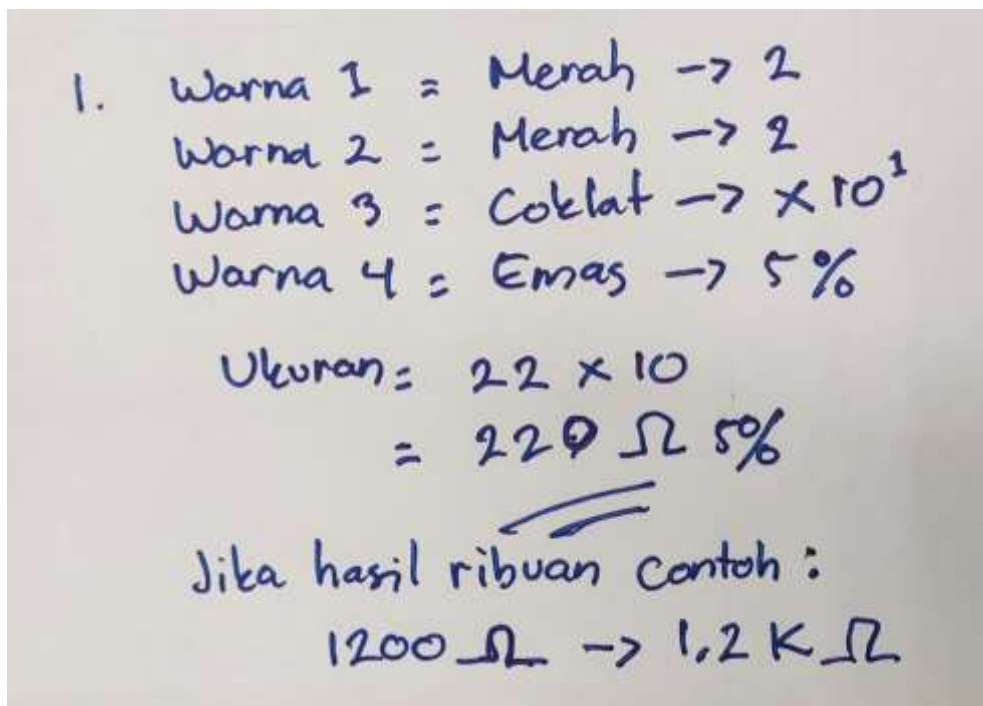 1. Warna 1 = Merah -> 2
Warna 2 = Merah -> 2
Warna 3 = Coklat -> × 10¹
Warna 4 = Emas -> 5%
Ukuran = 22 × 10
= 220 Ω 5%
Jika hasil ribuan contoh :
1200 Ω -> 1,2 K Ω